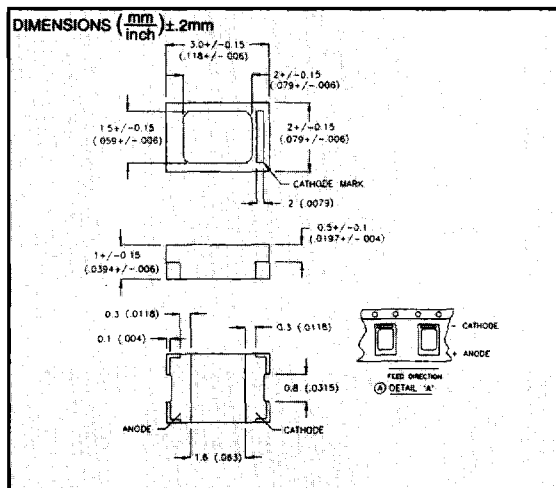 DIMENSIONS (mm/inch)±.2mm
3.0+/-0.15
(.118+/-006)
2+/-0.15
(.079+/-.006)
1.5+/-0.15
(.059+/-.006)
2+/-0.15
(.079+/-.006)
CATHODE MARK
.2 (.0079)
0.5+/-0.1
(.0197+/-004)
1+/-0.15
(.0394+/-.006)
0.3 (.0118)
0.3 (.0118)
0.1 (.004)
- CATHODE
+ ANODE
FEED DIRECTION
A DETAIL "A"
0.8 (.0315)
ANODE
CATHODE
1.6 (.063)